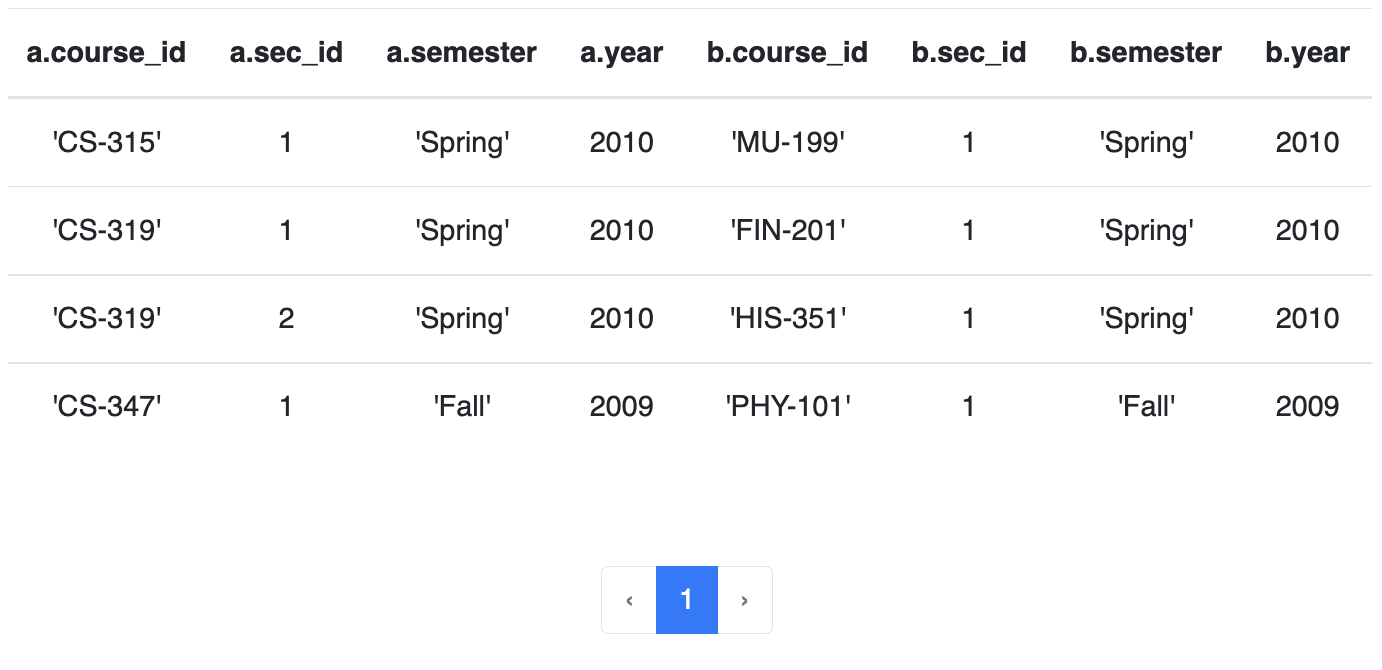 a.course_id a.sec_id a.semester a.year b.course_id b.sec_id b.semester b.year
'CS-315' 1 'Spring' 2010 'MU-199' 1 'Spring' 2010
'CS-319' 1 'Spring' 2010 'FIN-201' 1 'Spring' 2010
'CS-319' 2 'Spring' 2010 'HIS-351' 1 'Spring' 2010
'CS-347' 1 'Fall' 2009 'PHY-101' 1 'Fall' 2009
‹ 1 ›